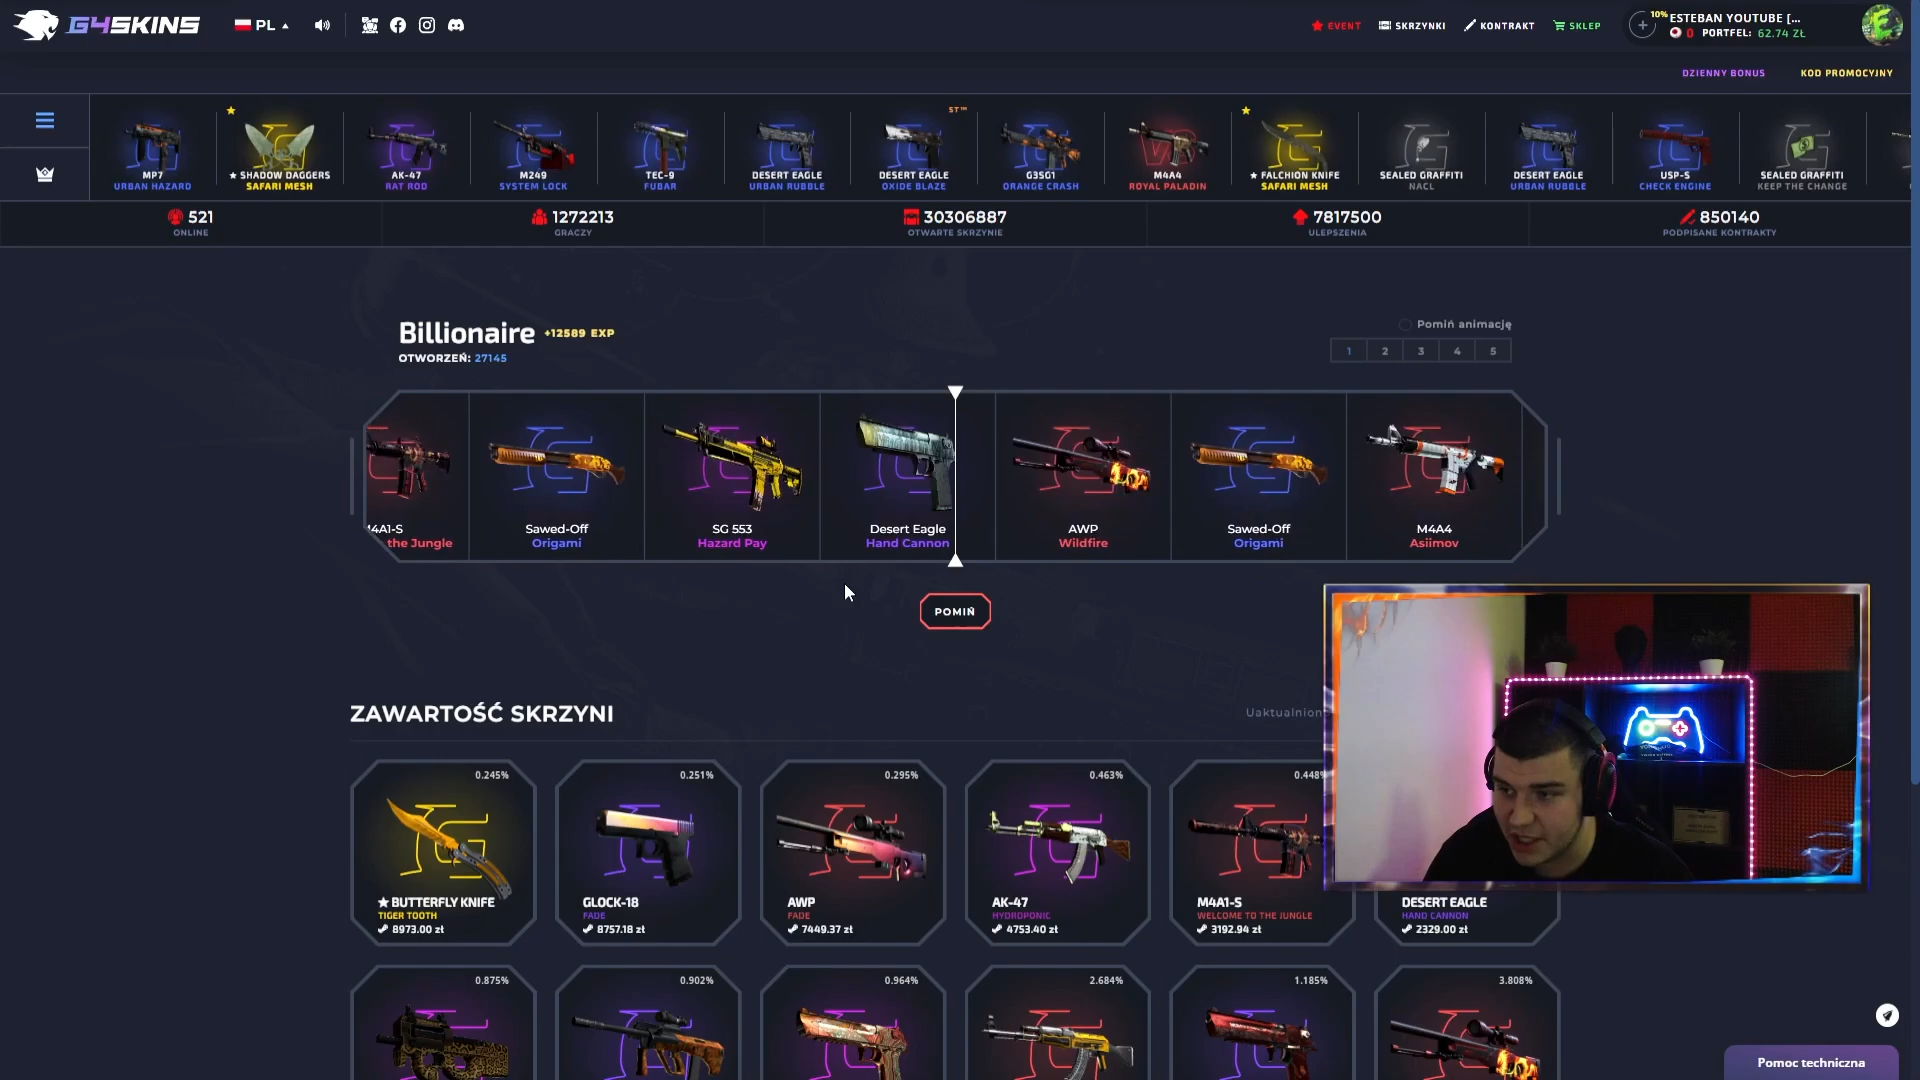 G4SKINS
PL
EVENT
SKRZYNKI
KONTRAKT
SKLEP
10%
ESTEBAN YOUTUBE [...
0 PORTFEL: 62.74 ZŁ
DZIENNY BONUS
KOD PROMOCYJNY
MP7
URBAN HAZARD
★ SHADOW DAGGERS
SAFARI MESH
AK-47
RAT ROD
M249
SYSTEM LOCK
TEC-9
FUBAR
DESERT EAGLE
URBAN RUBBLE
ST™
DESERT EAGLE
OXIDE BLAZE
G3SG1
ORANGE CRASH
M4A4
ROYAL PALADIN
★ FALCHION KNIFE
SAFARI MESH
SEALED GRAFFITI
NACL
DESERT EAGLE
URBAN RUBBLE
USP-S
CHECK ENGINE
SEALED GRAFFITI
KEEP THE CHANGE
521
ONLINE
1272213
GRACZY
30306887
OTWARTE SKRZYNIE
7817500
ULEPSZENIA
850140
PODPISANE KONTRAKTY
Billionaire +12589 EXP
OTWORZEŃ: 27145
Pomiń animację
1 2 3 4 5
M4A1-S
the Jungle
Sawed-Off
Origami
SG 553
Hazard Pay
Desert Eagle
Hand Cannon
AWP
Wildfire
Sawed-Off
Origami
M4A4
Asiimov
POMIŃ
ZAWARTOŚĆ SKRZYNI
Uaktualnion
0.245%
★ BUTTERFLY KNIFE
TIGER TOOTH
8973.00 zł
0.251%
GLOCK-18
FADE
8757.18 zł
0.295%
AWP
FADE
7449.37 zł
0.463%
AK-47
HYDROPONIC
4753.40 zł
0.448%
M4A1-S
WELCOME TO THE JUNGLE
3192.94 zł
DESERT EAGLE
HAND CANNON
2329.00 zł
0.875%
0.902%
0.964%
2.684%
1.185%
3.808%
Pomoc techniczna